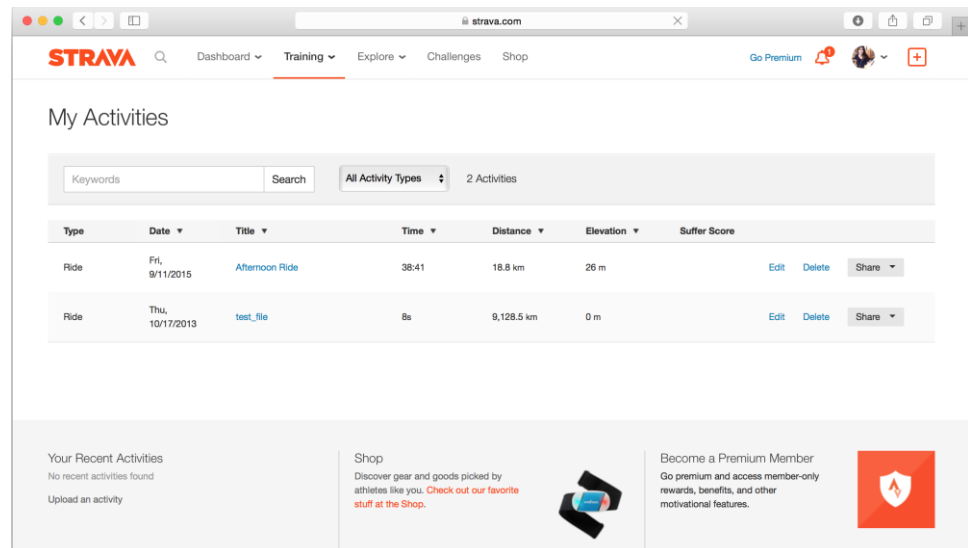 strava.com
STRAVA Dashboard Training Explore Challenges Shop Go Premium 1
My Activities
Keywords Search All Activity Types 2 Activities
Type Date Title Time Distance Elevation Suffer Score
Fri,
9/11/2015
Ride Afternoon Ride 38:41 18.8 km 26 m Edit Delete Share
Thu,
10/17/2013
Ride test_file 8s 9,128.5 km 0 m Edit Delete Share
Your Recent Activities
No recent activities found
Upload an activity
Shop
Discover gear and goods picked by
athletes like you. Check out our favorite
stuff at the Shop.
Become a Premium Member
Go premium and access member-only
rewards, benefits, and other
motivational features.